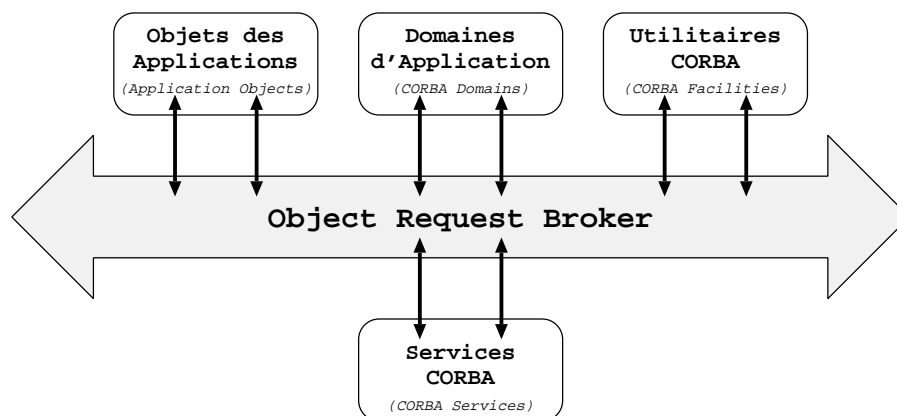 Objets des
Applications
(Application Objects)
Domaines
d'Application
(CORBA Domains)
Utilitaires
CORBA
(CORBA Facilities)
Object Request Broker
Services
CORBA
(CORBA Services)